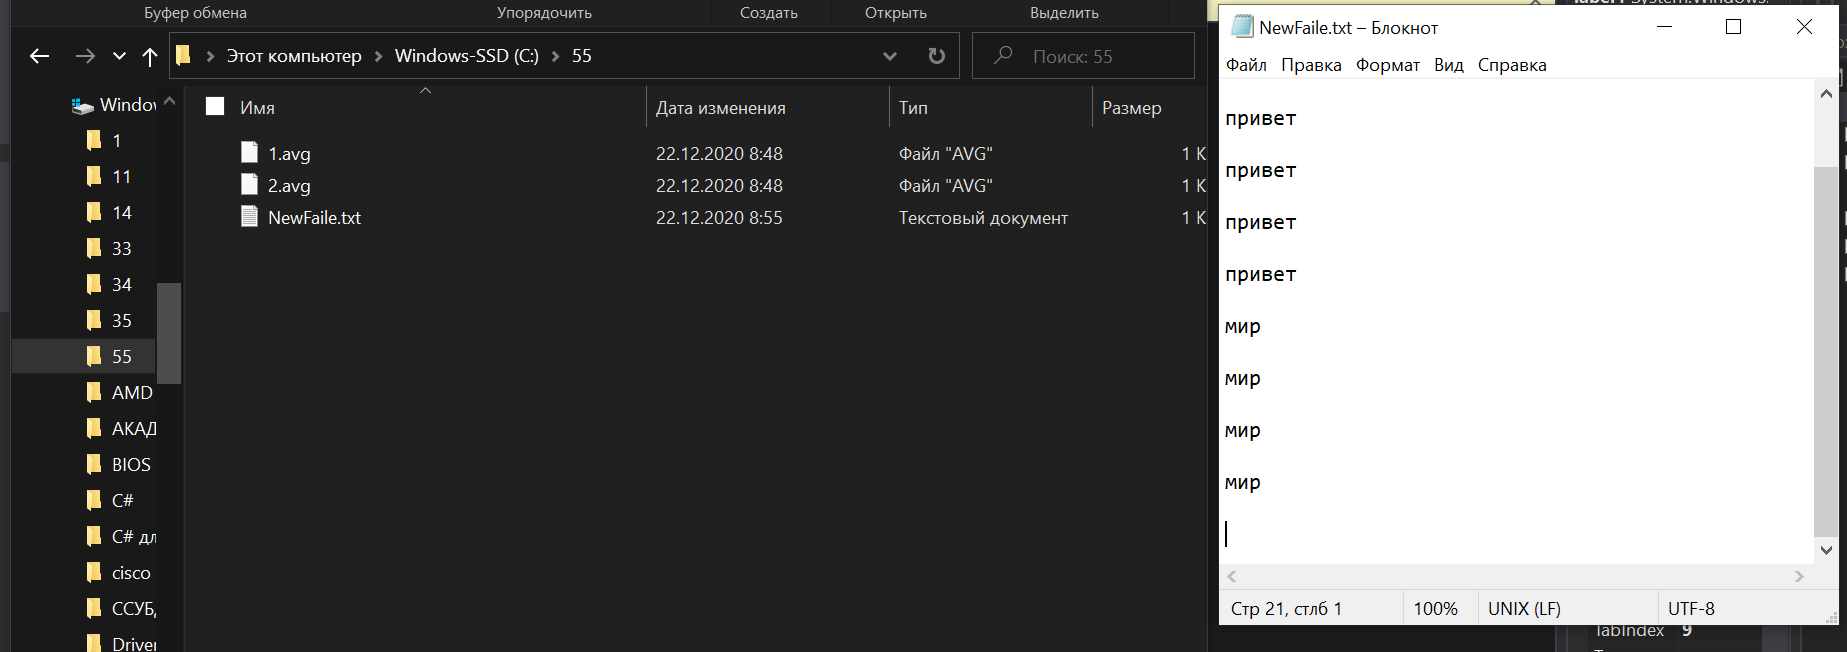 Буфер обмена
Упорядочить
Создать
Открыть
Выделить
Этот компьютер
Windows-SSD (C:)
55
Поиск: 55
Windov
1
11
14
33
34
35
55
AMD
АКАД
BIOS
C#
C# дл
cisco
ССУБ
Driver
Имя
Дата изменения
Тип
Размер
1.avg 22.12.2020 8:48 Файл "AVG" 1 К
2.avg 22.12.2020 8:48 Файл "AVG" 1 К
NewFaile.txt 22.12.2020 8:55 Текстовый документ 1 К
NewFaile.txt – Блокнот
Файл Правка Формат Вид Справка
привет
привет
привет
привет
мир
мир
мир
мир
Стр 21, стлб 1
100%
UNIX (LF)
UTF-8
TabIndex 9